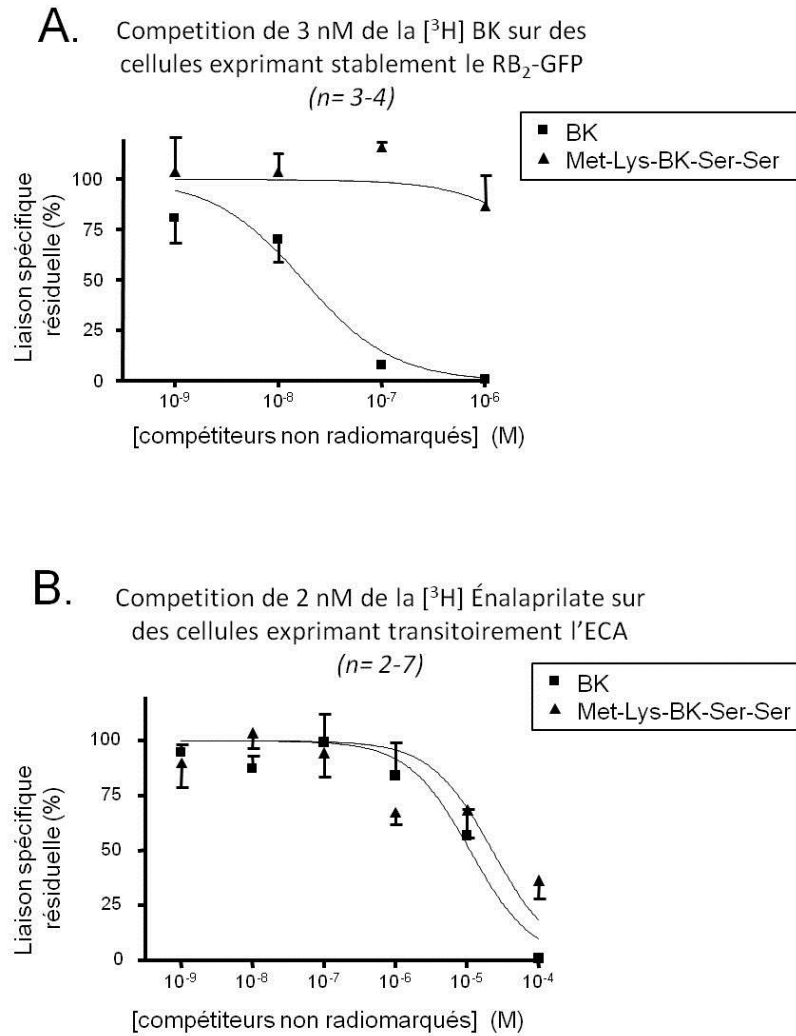 A.
Competition de 3 nM de la [³H] BK sur des
cellules exprimant stablement le RB₂-GFP
(n= 3-4)
BK
Met-Lys-BK-Ser-Ser
Liaison spécifique
résiduelle (%)
100
75
50
25
0
10⁻⁹ 10⁻⁸ 10⁻⁷ 10⁻⁶
[compétiteurs non radiomarqués] (M)
B.
Competition de 2 nM de la [³H] Énalaprilate sur
des cellules exprimant transitoirement l'ECA
(n= 2-7)
BK
Met-Lys-BK-Ser-Ser
Liaison spécifique
résiduelle (%)
100
75
50
25
0
10⁻⁹ 10⁻⁸ 10⁻⁷ 10⁻⁶ 10⁻⁵ 10⁻⁴
[compétiteurs non radiomarqués] (M)